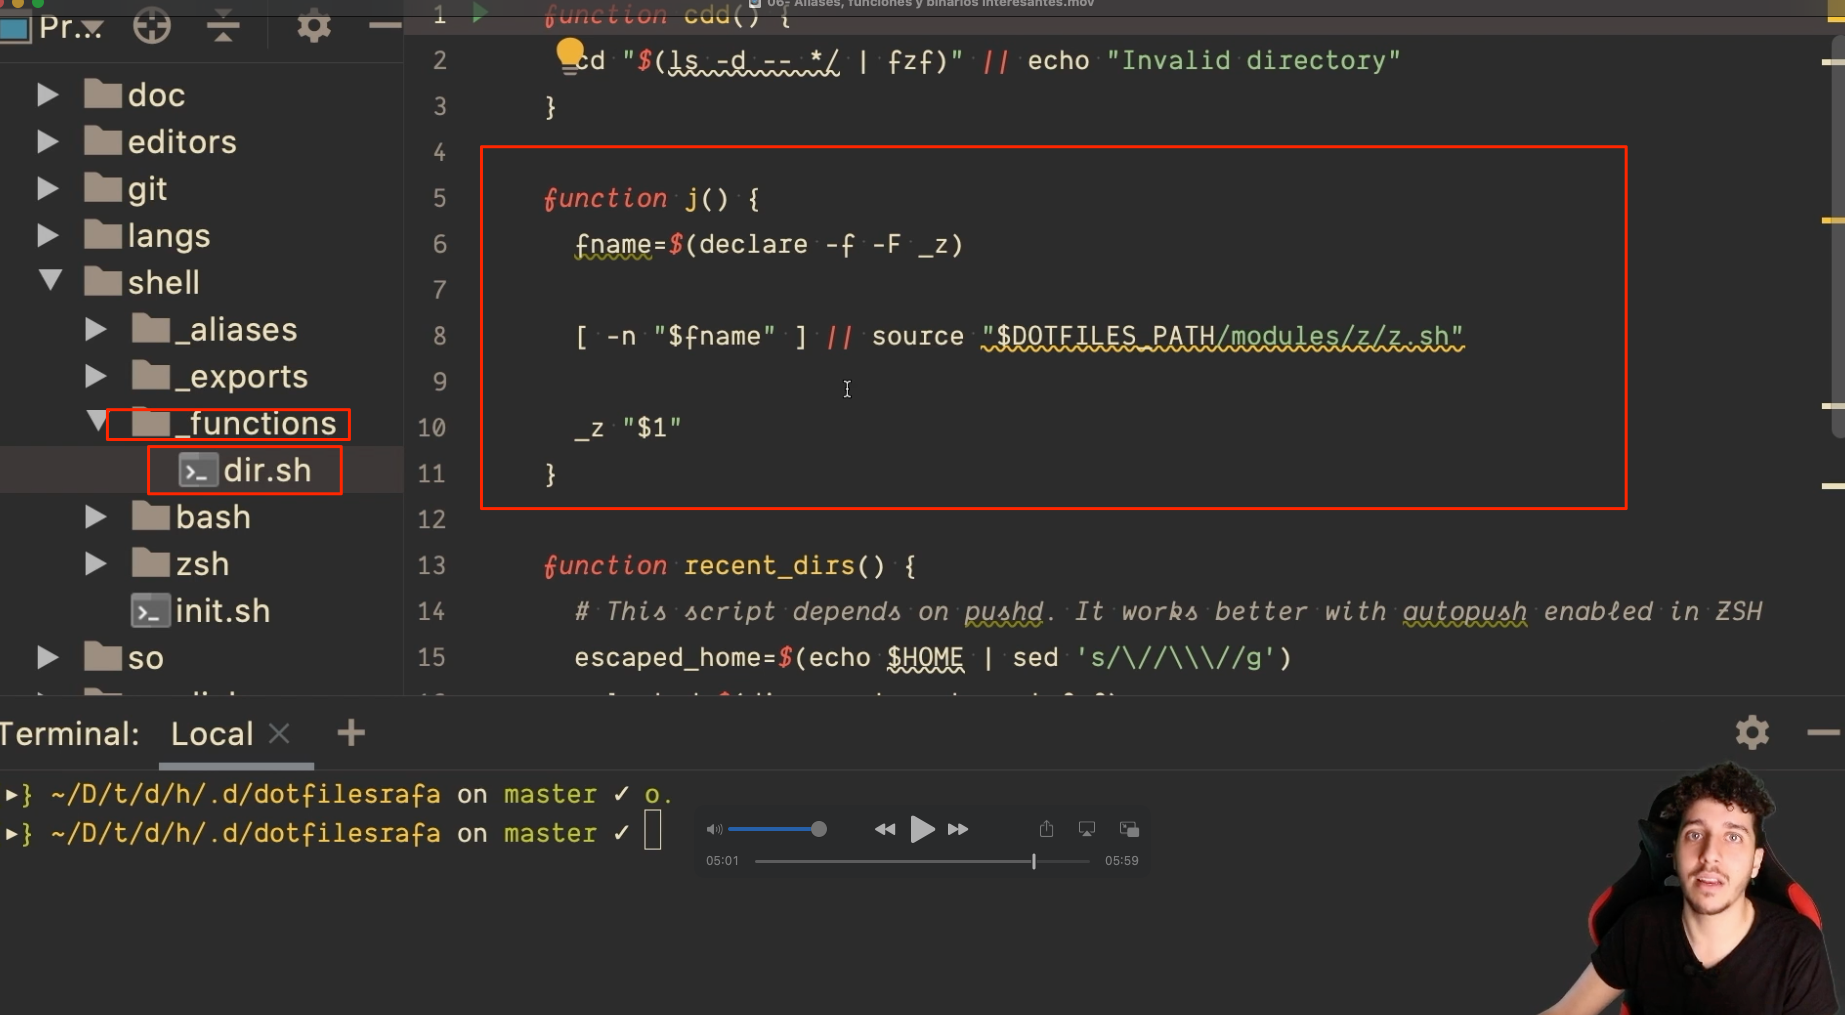 06- Aliases, funciones y binarios interesantes.mov
Pr...
doc
editors
git
langs
shell
_aliases
_exports
_functions
dir.sh
bash
zsh
init.sh
so
1 function cdd() {
2 cd "$(ls -d -- */ | fzf)" || echo "Invalid directory"
3 }
4
5 function j() {
6 fname=$(declare -f -F _z)
7
8 [ -n "$fname" ] || source "$DOTFILES_PATH/modules/z/z.sh"
9
10 _z "$1"
11 }
12
13 function recent_dirs() {
14 # This script depends on pushd. It works better with autopush enabled in ZSH
15 escaped_home=$(echo $HOME | sed 's/\//\\\//g')
Terminal: Local +
~/D/t/d/h/.d/dotfilesrafa on master ✓ o.
~/D/t/d/h/.d/dotfilesrafa on master ✓
05:01
05:59